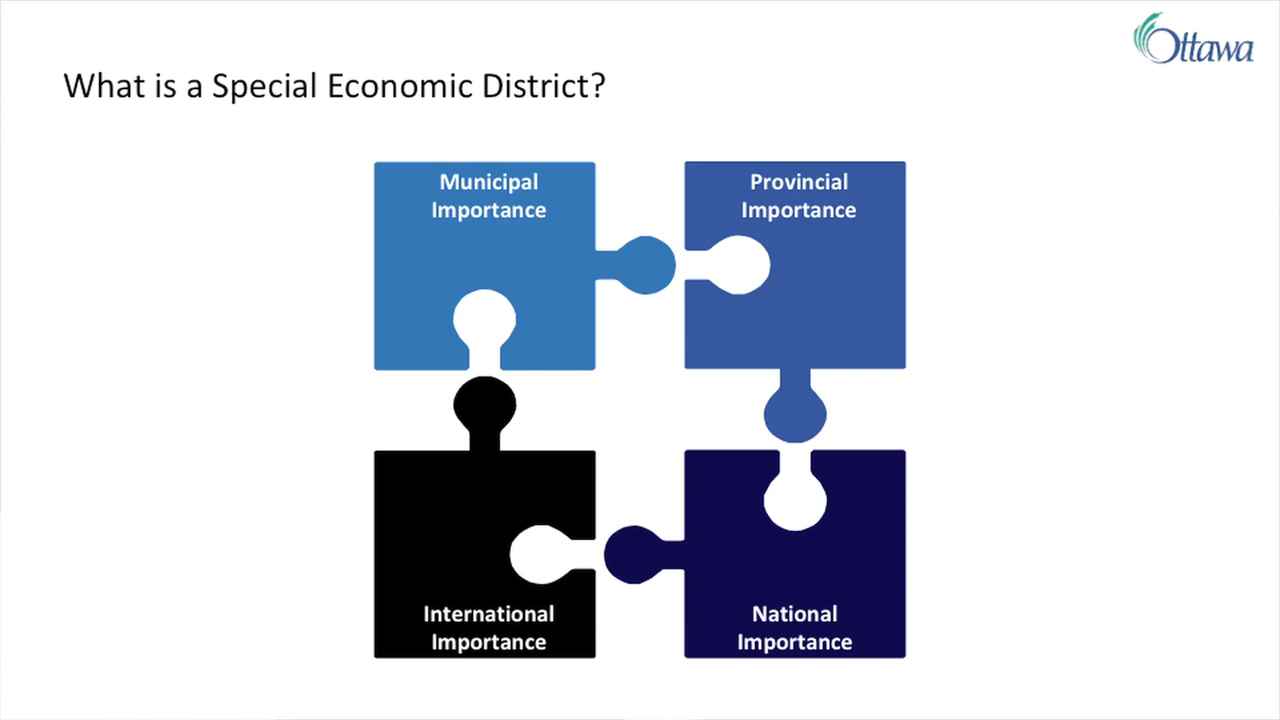 Ottawa
What is a Special Economic District?
Municipal
Importance
Provincial
Importance
International
Importance
National
Importance